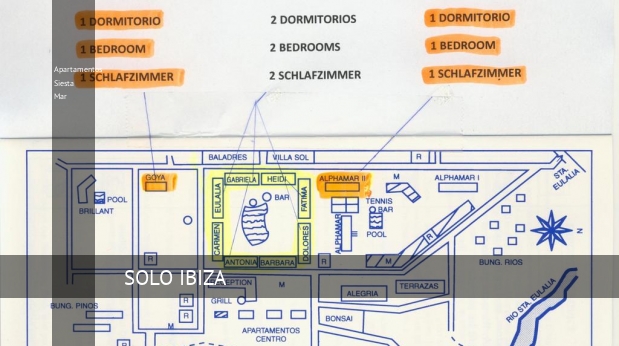 1 DORMITORIO
2 DORMITORIOS
1 DORMITORIO
1 BEDROOM
2 BEDROOMS
1 BEDROOM
1 SCHLAFZIMMER
2 SCHLAFZIMMER
1 SCHLAFZIMMER
Apartamentos
Siesta
Mar
BALADRES
VILLA SOL
R
STA. EULALIA
GOYA
GABRIELA
HEIDI
ALPHAMAR II
M
ALPHAMAR I
BRILLANT
POOL
EULALIA
BAR
FATIMA
TENNIS
BAR
POOL
ALPHAMAR III
CARMEN
DOLORES
R
ANTONIA
BARBARA
R
M
R
BUNG. RIOS
N
SOLO IBIZA
M
ALEGRIA
TERRAZAS
RIO STA. EULALIA
BUNG. PINOS
R
R
GRILL
M
APARTAMENTOS
CENTRO
BONSAI
R